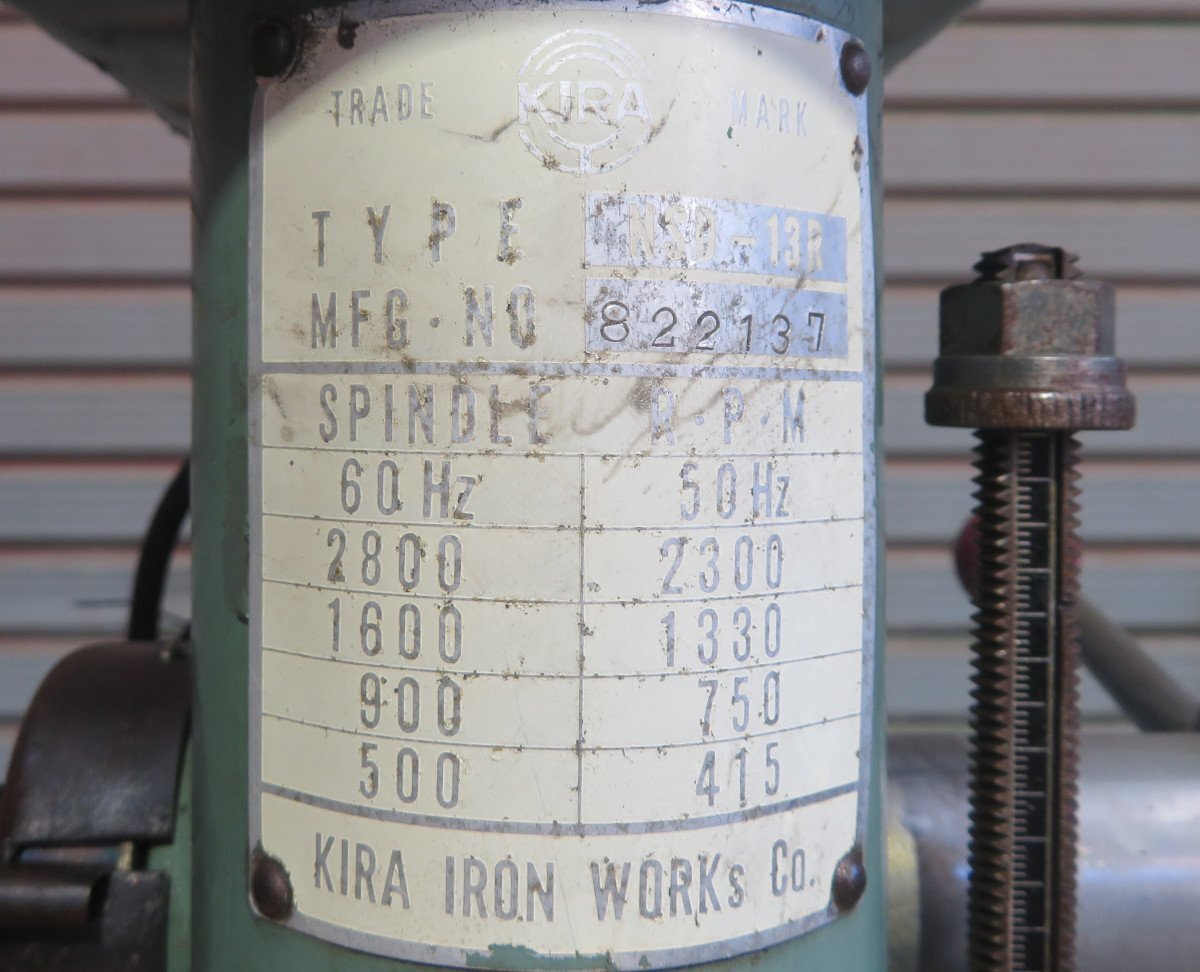 TRADE KIRA MARK
TYPE NSD-13R
MFG·NO 822137
SPINDLE R·P·M
60Hz 50Hz
2800 2300
1600 1330
900 750
500 415
KIRA IRON WORKs Co.